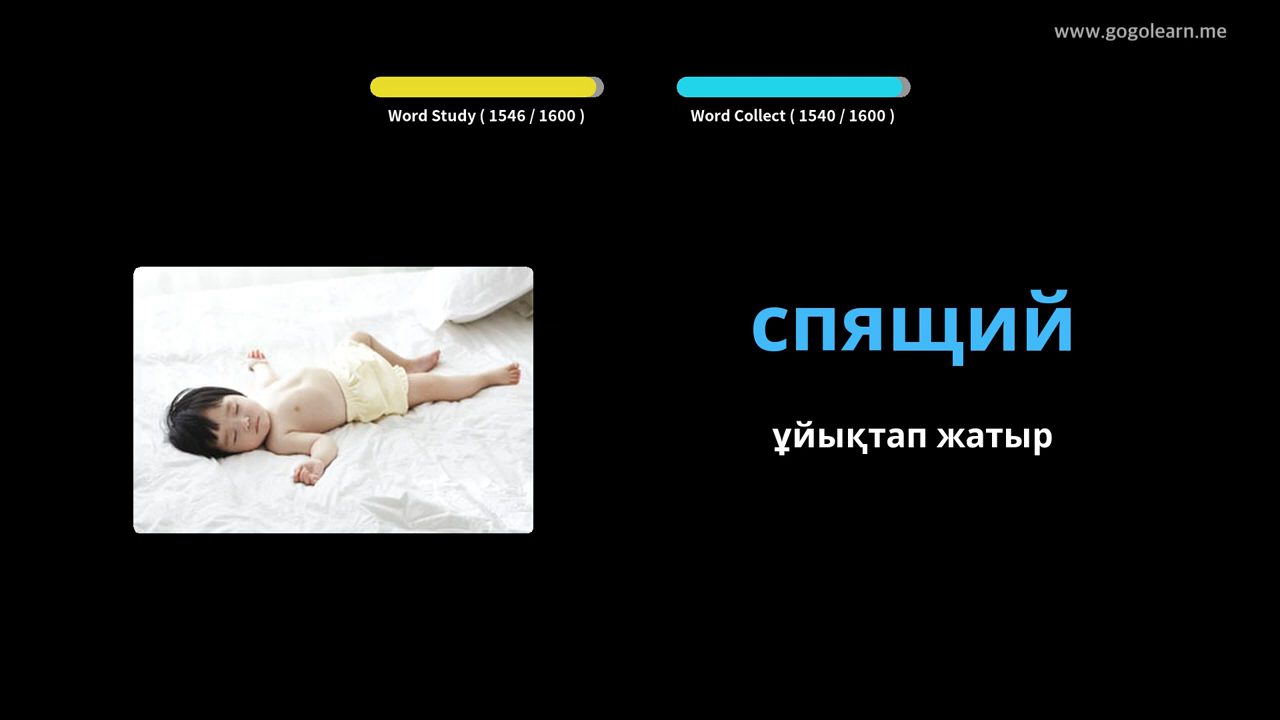 www.gogolearn.me
Word Study ( 1546 / 1600 )
Word Collect ( 1540 / 1600 )
спящий
ұйықтап жатыр